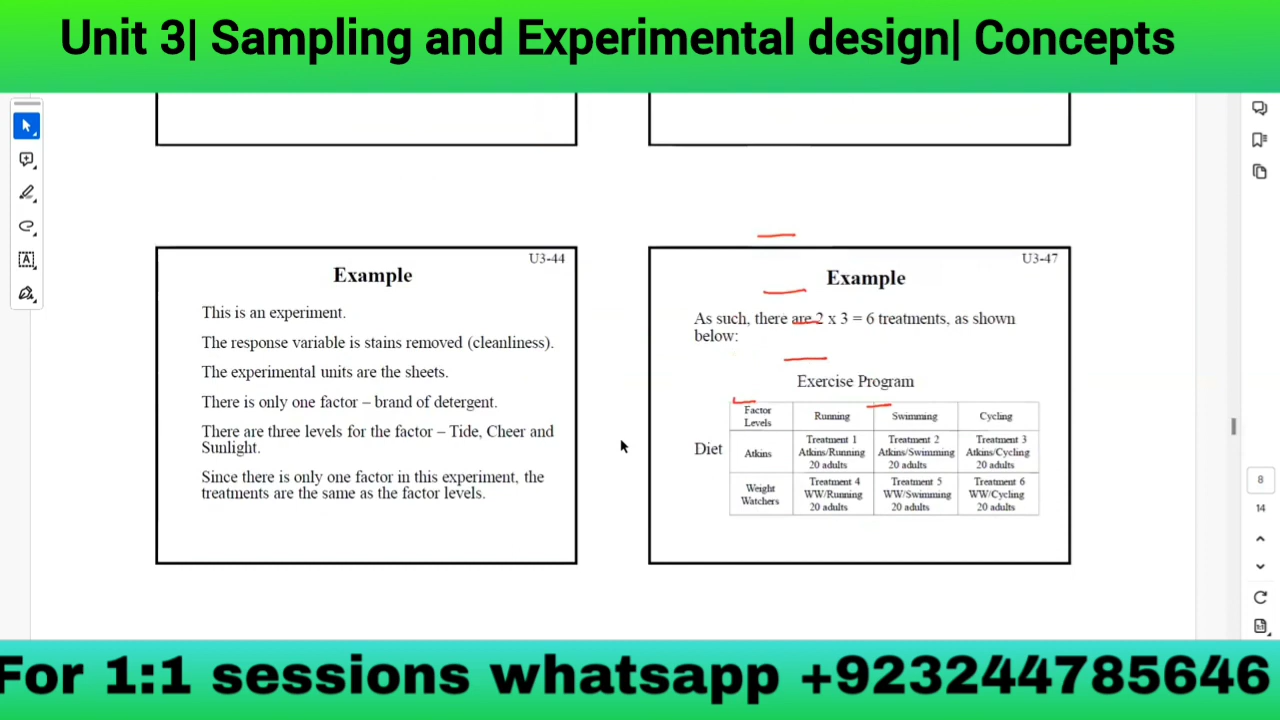 Unit 3| Sampling and Experimental design| Concepts
U3-44
Example
This is an experiment.
The response variable is stains removed (cleanliness).
The experimental units are the sheets.
There is only one factor – brand of detergent.
There are three levels for the factor – Tide, Cheer and
Sunlight.
Since there is only one factor in this experiment, the
treatments are the same as the factor levels.
U3-47
Example
As such, there are 2 x 3 = 6 treatments, as shown
below:
Exercise Program
Diet
Factor Levels Running Swimming Cycling
Atkins Treatment 1 Atkins/Running 20 adults Treatment 2 Atkins/Swimming 20 adults Treatment 3 Atkins/Cycling 20 adults
Weight Watchers Treatment 4 WW/Running 20 adults Treatment 5 WW/Swimming 20 adults Treatment 6 WW/Cycling 20 adults
8
14
For 1:1 sessions whatsapp +923244785646